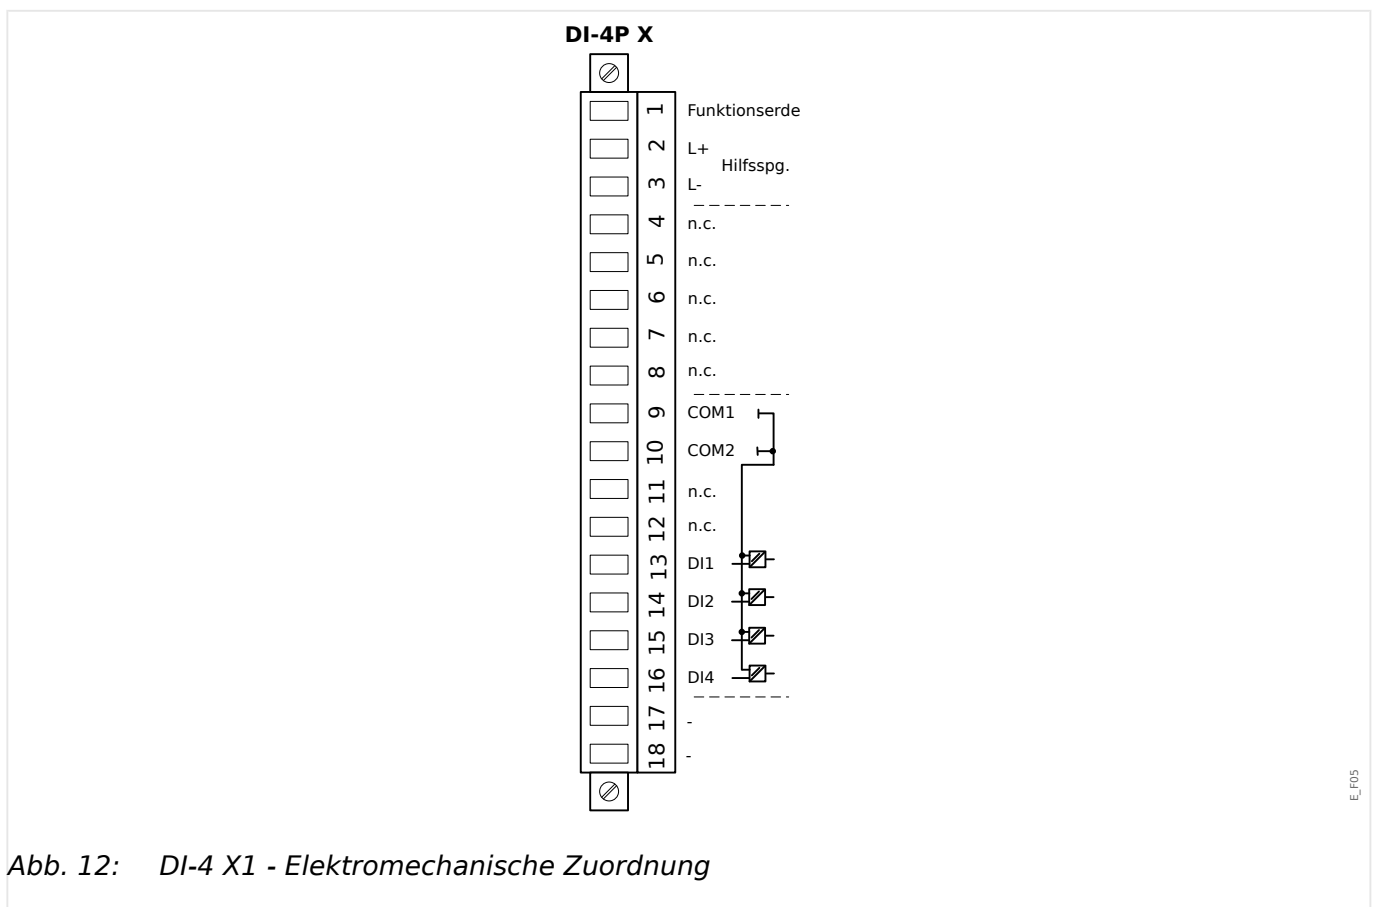 DI-4P X
1 Funktionserde
2 L+
Hilfsspg.
3 L-
4 n.c.
5 n.c.
6 n.c.
7 n.c.
8 n.c.
9 COM1
10 COM2
11 n.c.
12 n.c.
13 DI1
14 DI2
15 DI3
16 DI4
17 -
18 -
E_F05
Abb. 12: DI-4 X1 - Elektromechanische Zuordnung